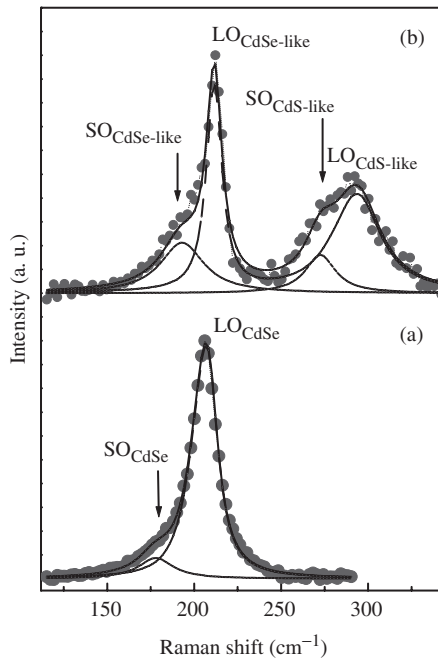 (b)
LO_CdSe-like
SO_CdS-like
SO_CdSe-like
LO_CdS-like
Intensity (a. u.)
(a)
LO_CdSe
SO_CdSe
150 200 250 300
Raman shift (cm⁻¹)